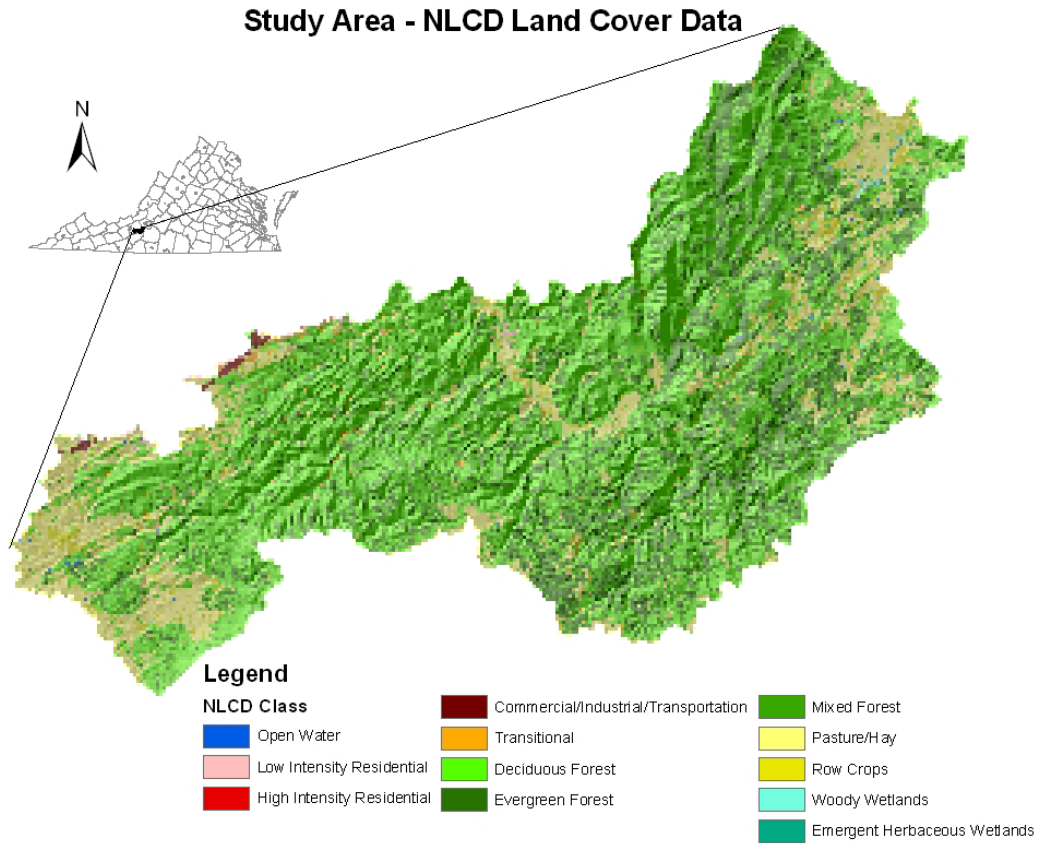 Study Area - NLCD Land Cover Data
N
Legend
NLCD Class
Open Water
Low Intensity Residential
High Intensity Residential
Commercial/Industrial/Transportation
Transitional
Deciduous Forest
Evergreen Forest
Mixed Forest
Pasture/Hay
Row Crops
Woody Wetlands
Emergent Herbaceous Wetlands